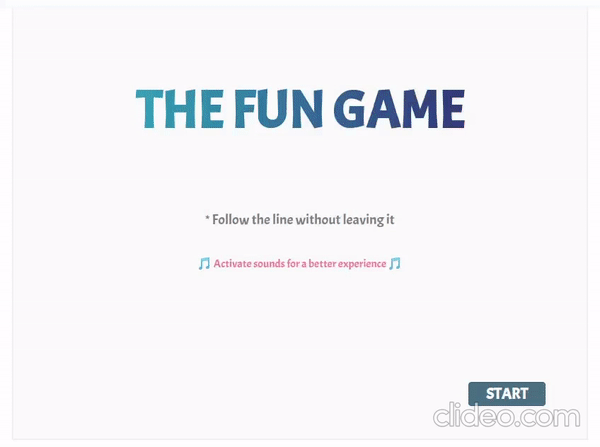 THE FUN GAME
* Follow the line without leaving it
🎵 Activate sounds for a better experience 🎵
START
clideo.com